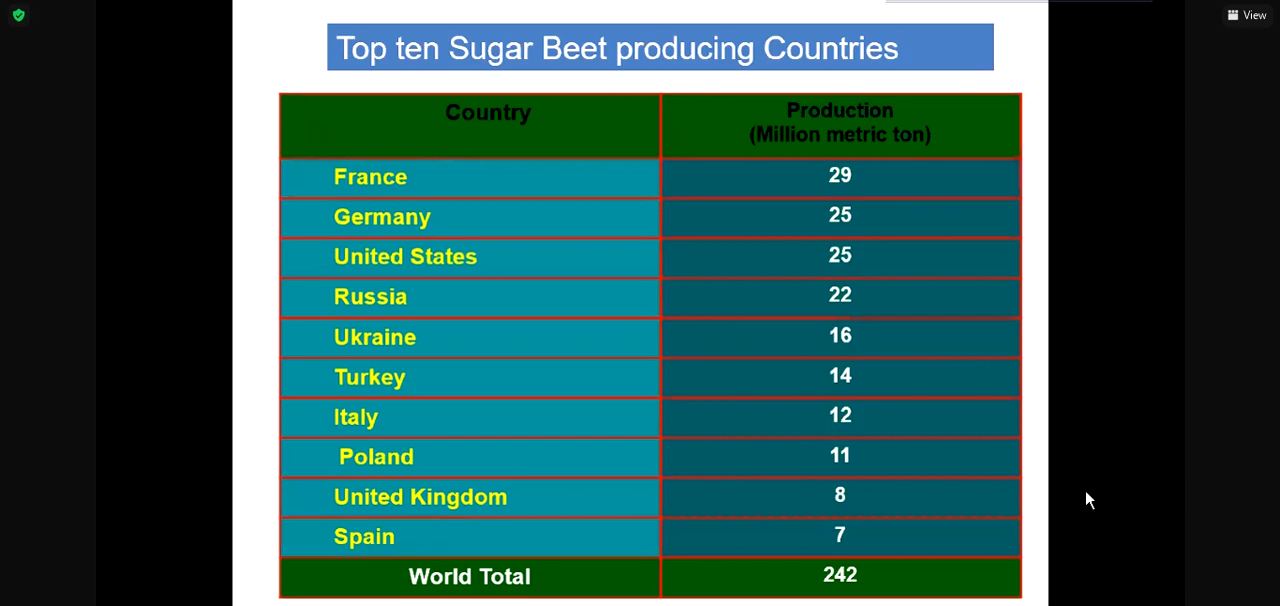 View
Top ten Sugar Beet producing Countries
Country
Production
(Million metric ton)
France 29
Germany 25
United States 25
Russia 22
Ukraine 16
Turkey 14
Italy 12
Poland 11
United Kingdom 8
Spain 7
World Total 242